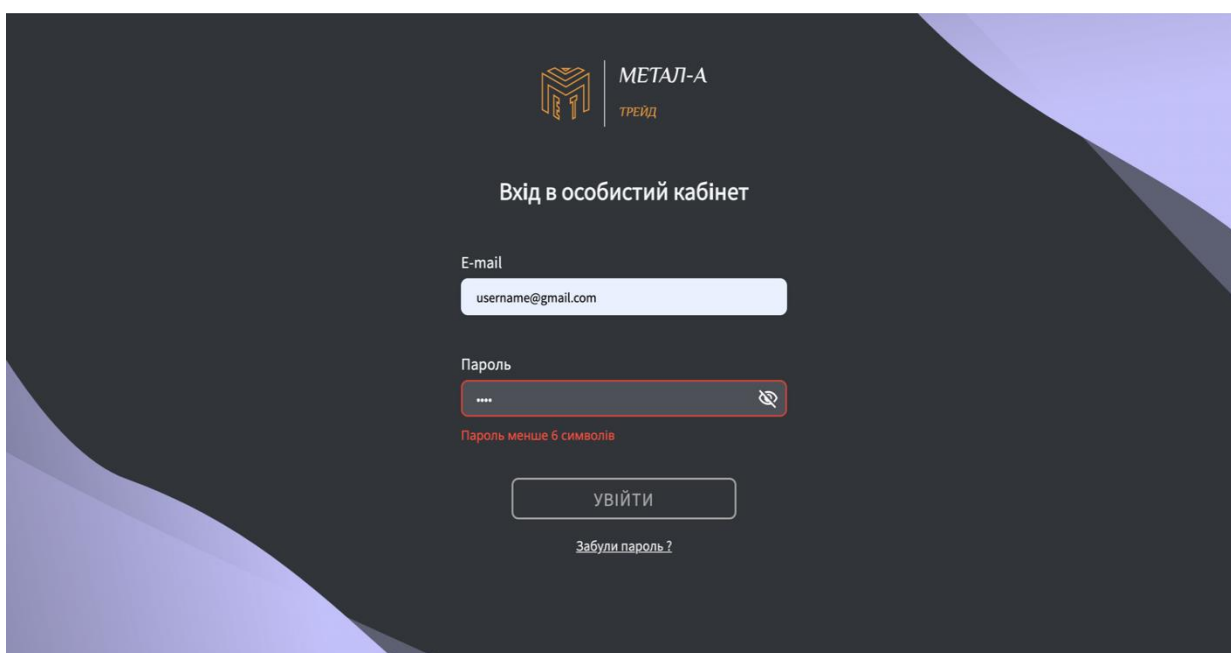 МЕТАЛ-А
ТРЕЙД
Вхід в особистий кабінет
E-mail
username@gmail.com
Пароль
••••
Пароль менше 6 символів
УВІЙТИ
Забули пароль ?